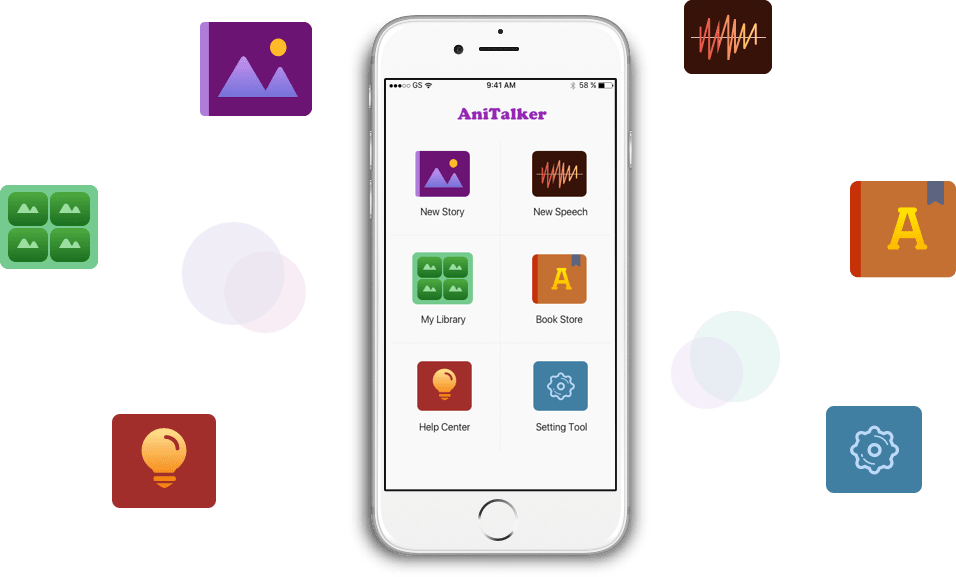 GS 9:41 AM 58 %
AniTalker
New Story New Speech
A
My Library Book Store
A
Help Center Setting Tool